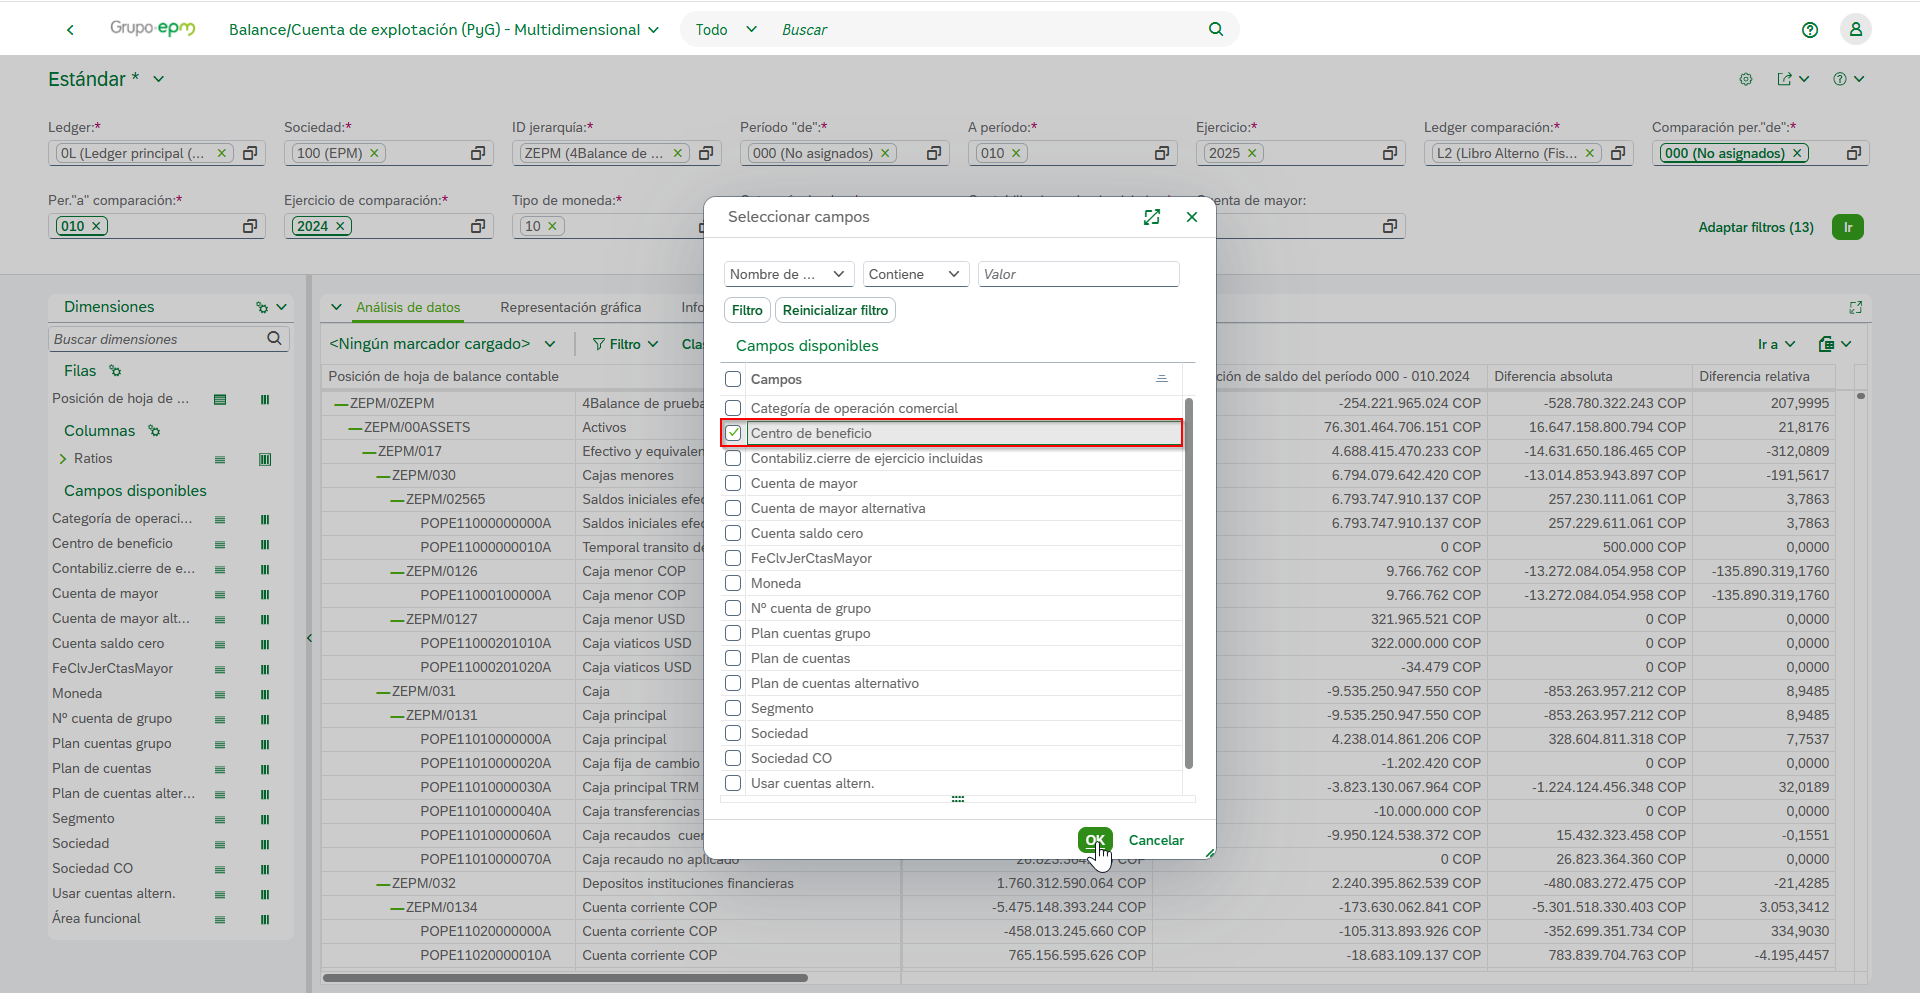 Grupo·epm
Balance/Cuenta de explotación (PyG) - Multidimensional
Todo
Buscar
Estándar *
Ledger:*
Sociedad:*
ID jerarquía:*
Período "de":*
A período:*
Ejercicio:*
Ledger comparación:*
Comparación per."de":*
0L (Ledger principal (...
100 (EPM)
ZEPM (4Balance de ...
000 (No asignados)
010
2025
L2 (Libro Alterno (Fis...
000 (No asignados)
Per."a" comparación:*
Ejercicio de comparación:*
Tipo de moneda:*
Cuenta de mayor:
010
2024
10
Adaptar filtros (13)
Ir
Dimensiones
Buscar dimensiones
Filas
Posición de hoja de ...
Columnas
Ratios
Campos disponibles
Categoría de operaci...
Centro de beneficio
Contabiliz.cierre de e...
Cuenta de mayor
Cuenta de mayor alt...
Cuenta saldo cero
FeClvJerCtasMayor
Moneda
Nº cuenta de grupo
Plan cuentas grupo
Plan de cuentas
Plan de cuentas alter...
Segmento
Sociedad
Sociedad CO
Usar cuentas altern.
Área funcional
Análisis de datos
Representación gráfica
Info
<Ningún marcador cargado>
Filtro
Clas
Ir a
Posición de hoja de balance contable
ción de saldo del período 000 - 010.2024
Diferencia absoluta
Diferencia relativa
ZEPM/0ZEPM 4Balance de prueba -254.221.965.024 COP -528.780.322.243 COP 207,9995
ZEPM/00ASSETS Activos 76.301.464.706.151 COP 16.647.158.800.794 COP 21,8176
ZEPM/017 Efectivo y equivalen 4.688.415.470.233 COP -14.631.650.186.465 COP -312,0809
ZEPM/030 Cajas menores 6.794.079.642.420 COP -13.014.853.943.897 COP -191,5617
ZEPM/02565 Saldos iniciales efec 6.793.747.910.137 COP 257.230.111.061 COP 3,7863
POPE11000000000A Saldos iniciales efec 6.793.747.910.137 COP 257.229.611.061 COP 3,7863
POPE11000000010A Temporal transito de 0 COP 500.000 COP 0,0000
ZEPM/0126 Caja menor COP 9.766.762 COP -13.272.084.054.958 COP -135.890.319,1760
POPE11000100000A Caja menor COP 9.766.762 COP -13.272.084.054.958 COP -135.890.319,1760
ZEPM/0127 Caja menor USD 321.965.521 COP 0 COP 0,0000
POPE11000201010A Caja viaticos USD 322.000.000 COP 0 COP 0,0000
POPE11000201020A Caja viaticos USD -34.479 COP 0 COP 0,0000
ZEPM/031 Caja -9.535.250.947.550 COP -853.263.957.212 COP 8,9485
ZEPM/0131 Caja principal -9.535.250.947.550 COP -853.263.957.212 COP 8,9485
POPE11010000000A Caja principal 4.238.014.861.206 COP 328.604.811.318 COP 7,7537
POPE11010000020A Caja fija de cambio -1.202.420 COP 0 COP 0,0000
POPE11010000030A Caja principal TRM -3.823.130.067.964 COP -1.224.124.456.348 COP 32,0189
POPE11010000040A Caja transferencias -10.000.000 COP 0 COP 0,0000
POPE11010000060A Caja recaudos cuen -9.950.124.538.372 COP 15.432.323.458 COP -0,1551
POPE11010000070A Caja recaudo no aplicado 26.823.364.360 COP 0 COP 26.823.364.360 COP 0,0000
ZEPM/032 Depositos instituciones financieras 1.760.312.590.064 COP 2.240.395.862.539 COP -480.083.272.475 COP -21,4285
ZEPM/0134 Cuenta corriente COP -5.475.148.393.244 COP -173.630.062.841 COP -5.301.518.330.403 COP 3.053,3412
POPE11020000000A Cuenta corriente COP -458.013.245.660 COP -105.313.893.926 COP -352.699.351.734 COP 334,9030
POPE11020000010A Cuenta corriente COP 765.156.595.626 COP -18.683.109.137 COP 783.839.704.763 COP -4.195,4457
Seleccionar campos
Nombre de ...
Contiene
Valor
Filtro
Reinicializar filtro
Campos disponibles
Campos
Categoría de operación comercial
Centro de beneficio
Contabiliz.cierre de ejercicio incluidas
Cuenta de mayor
Cuenta de mayor alternativa
Cuenta saldo cero
FeClvJerCtasMayor
Moneda
Nº cuenta de grupo
Plan cuentas grupo
Plan de cuentas
Plan de cuentas alternativo
Segmento
Sociedad
Sociedad CO
Usar cuentas altern.
OK
Cancelar